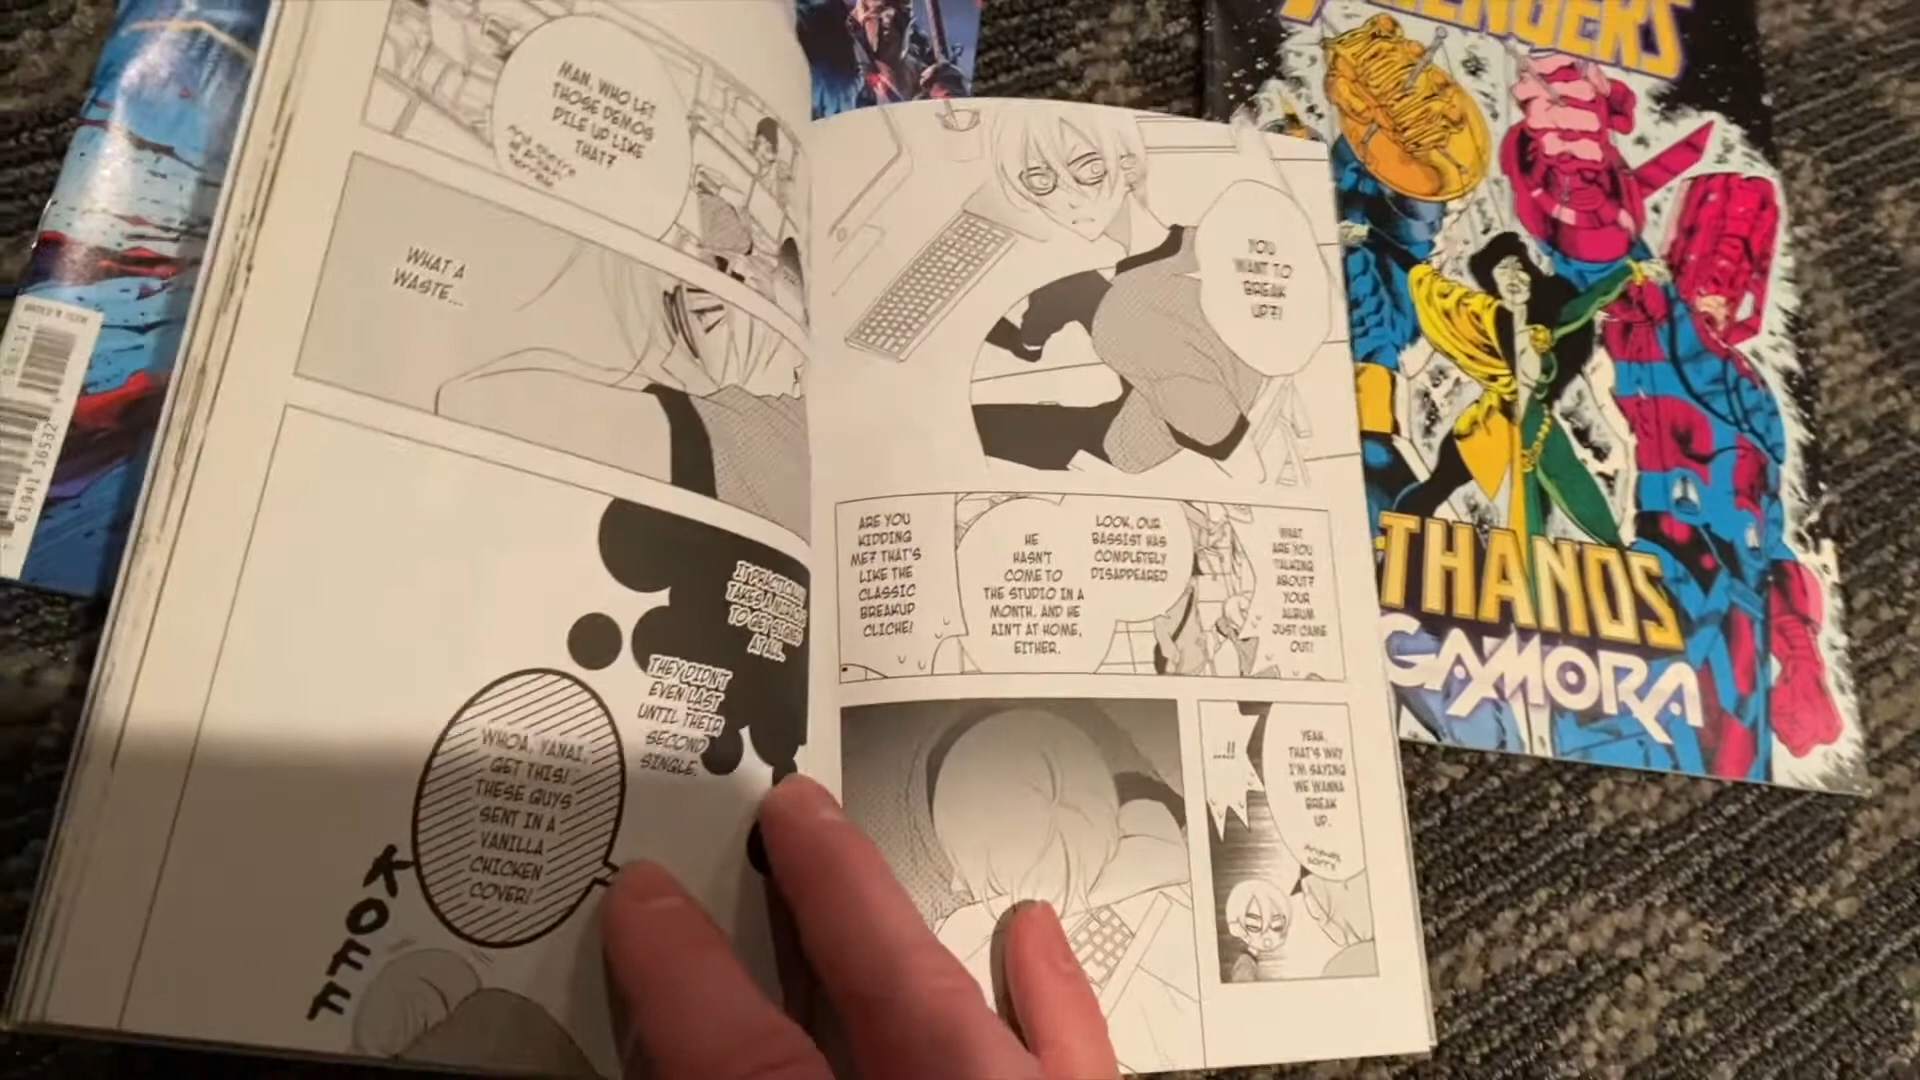 YOU
WANT TO
BREAK
UP?!
WHAT
ARE YOU
TALKING
ABOUT?
YOUR
ALBUM
JUST CAME
OUT!
LOOK, OUR
BASSIST HAS
COMPLETELY
DISAPPEARED
HE
HASN'T
COME TO
THE STUDIO IN A
MONTH. AND HE
AIN'T AT HOME,
EITHER.
ARE YOU
KIDDING
ME? THAT'S
LIKE THE
CLASSIC
BREAKUP
CLICHE!
YEAH.
THAT'S WHY
I'M SAYING
WE WANNA
BREAK
UP.
...!!
MAN, WHO LET
THOSE DEMOS
PILE UP LIKE
THAT?
WHAT A
WASTE...
IT PRACTICALLY
TAKES A MIRACLE
TO GET SIGNED
AT ALL.
THEY DIDN'T
EVEN LAST
UNTIL THEIR
SECOND
SINGLE.
WHOA, YANAI,
GET THIS!
THESE GUYS
SENT IN A
VANILLA
CHICKEN
COVER!
KOFF
THANOS
GAMORA